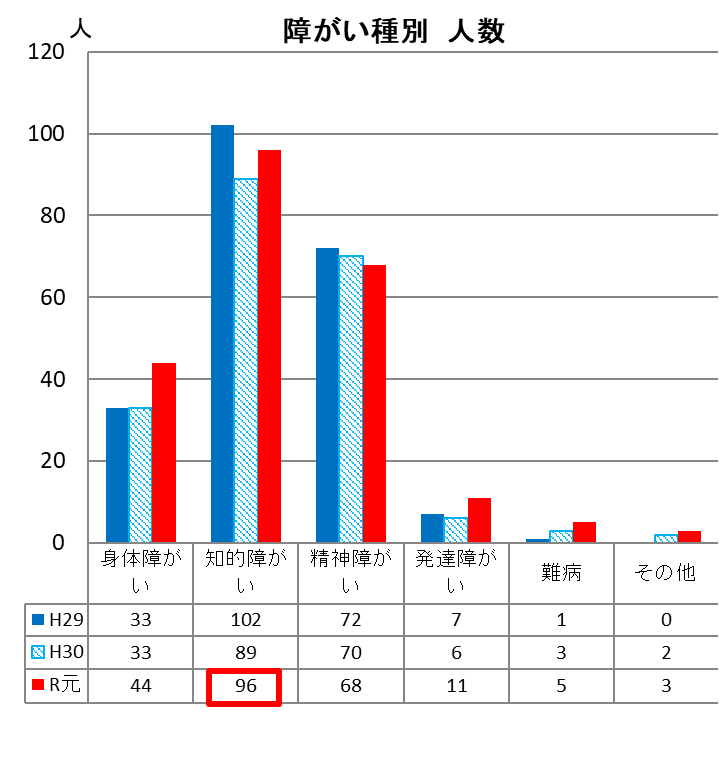 人 障がい種別 人数
120
100
80
60
40
20
0
身体障が 知的障が 精神障が 発達障が 難病 その他
い い い い
H29 33 102 72 7 1 0
H30 33 89 70 6 3 2
R元 44 96 68 11 5 3